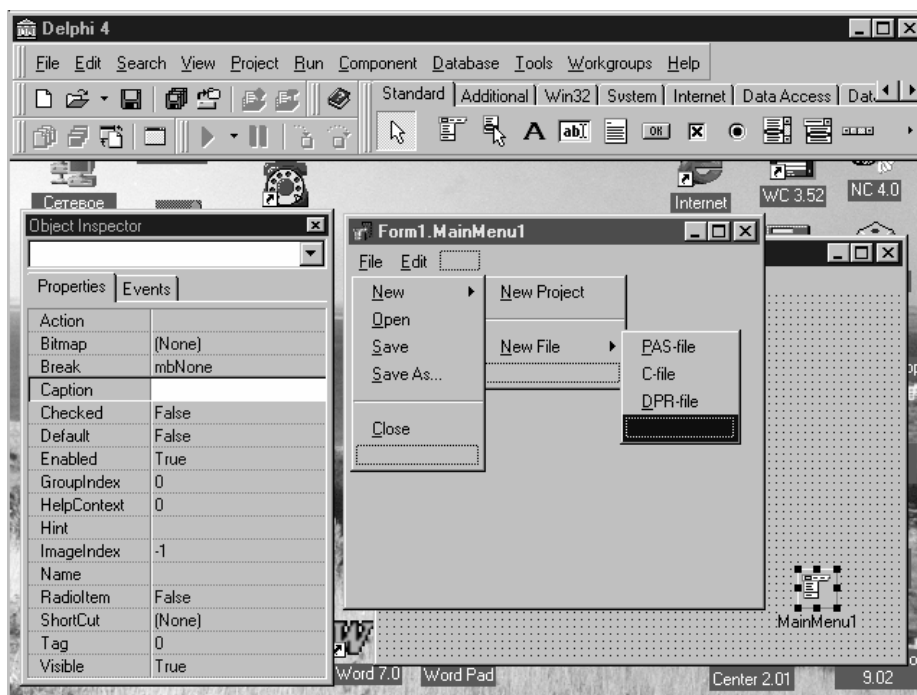 Delphi 4
File Edit Search View Project Run Component Database Tools Workgroups Help
Standard Additional Win32 System Internet Data Access
Сетевое
Internet
WC 3.52
NC 4.0
Object Inspector
Properties Events
Action
Bitmap (None)
Break mbNone
Caption
Checked False
Default False
Enabled True
GroupIndex 0
HelpContext 0
Hint
ImageIndex -1
Name
RadioItem False
ShortCut (None)
Tag 0
Visible True
Form1.MainMenu1
File Edit
New
Open
Save
Save As...
Close
New Project
New File
PAS-file
C-file
DPR-file
MainMenu1
Word 7.0
Word Pad
Center 2.01
9.02